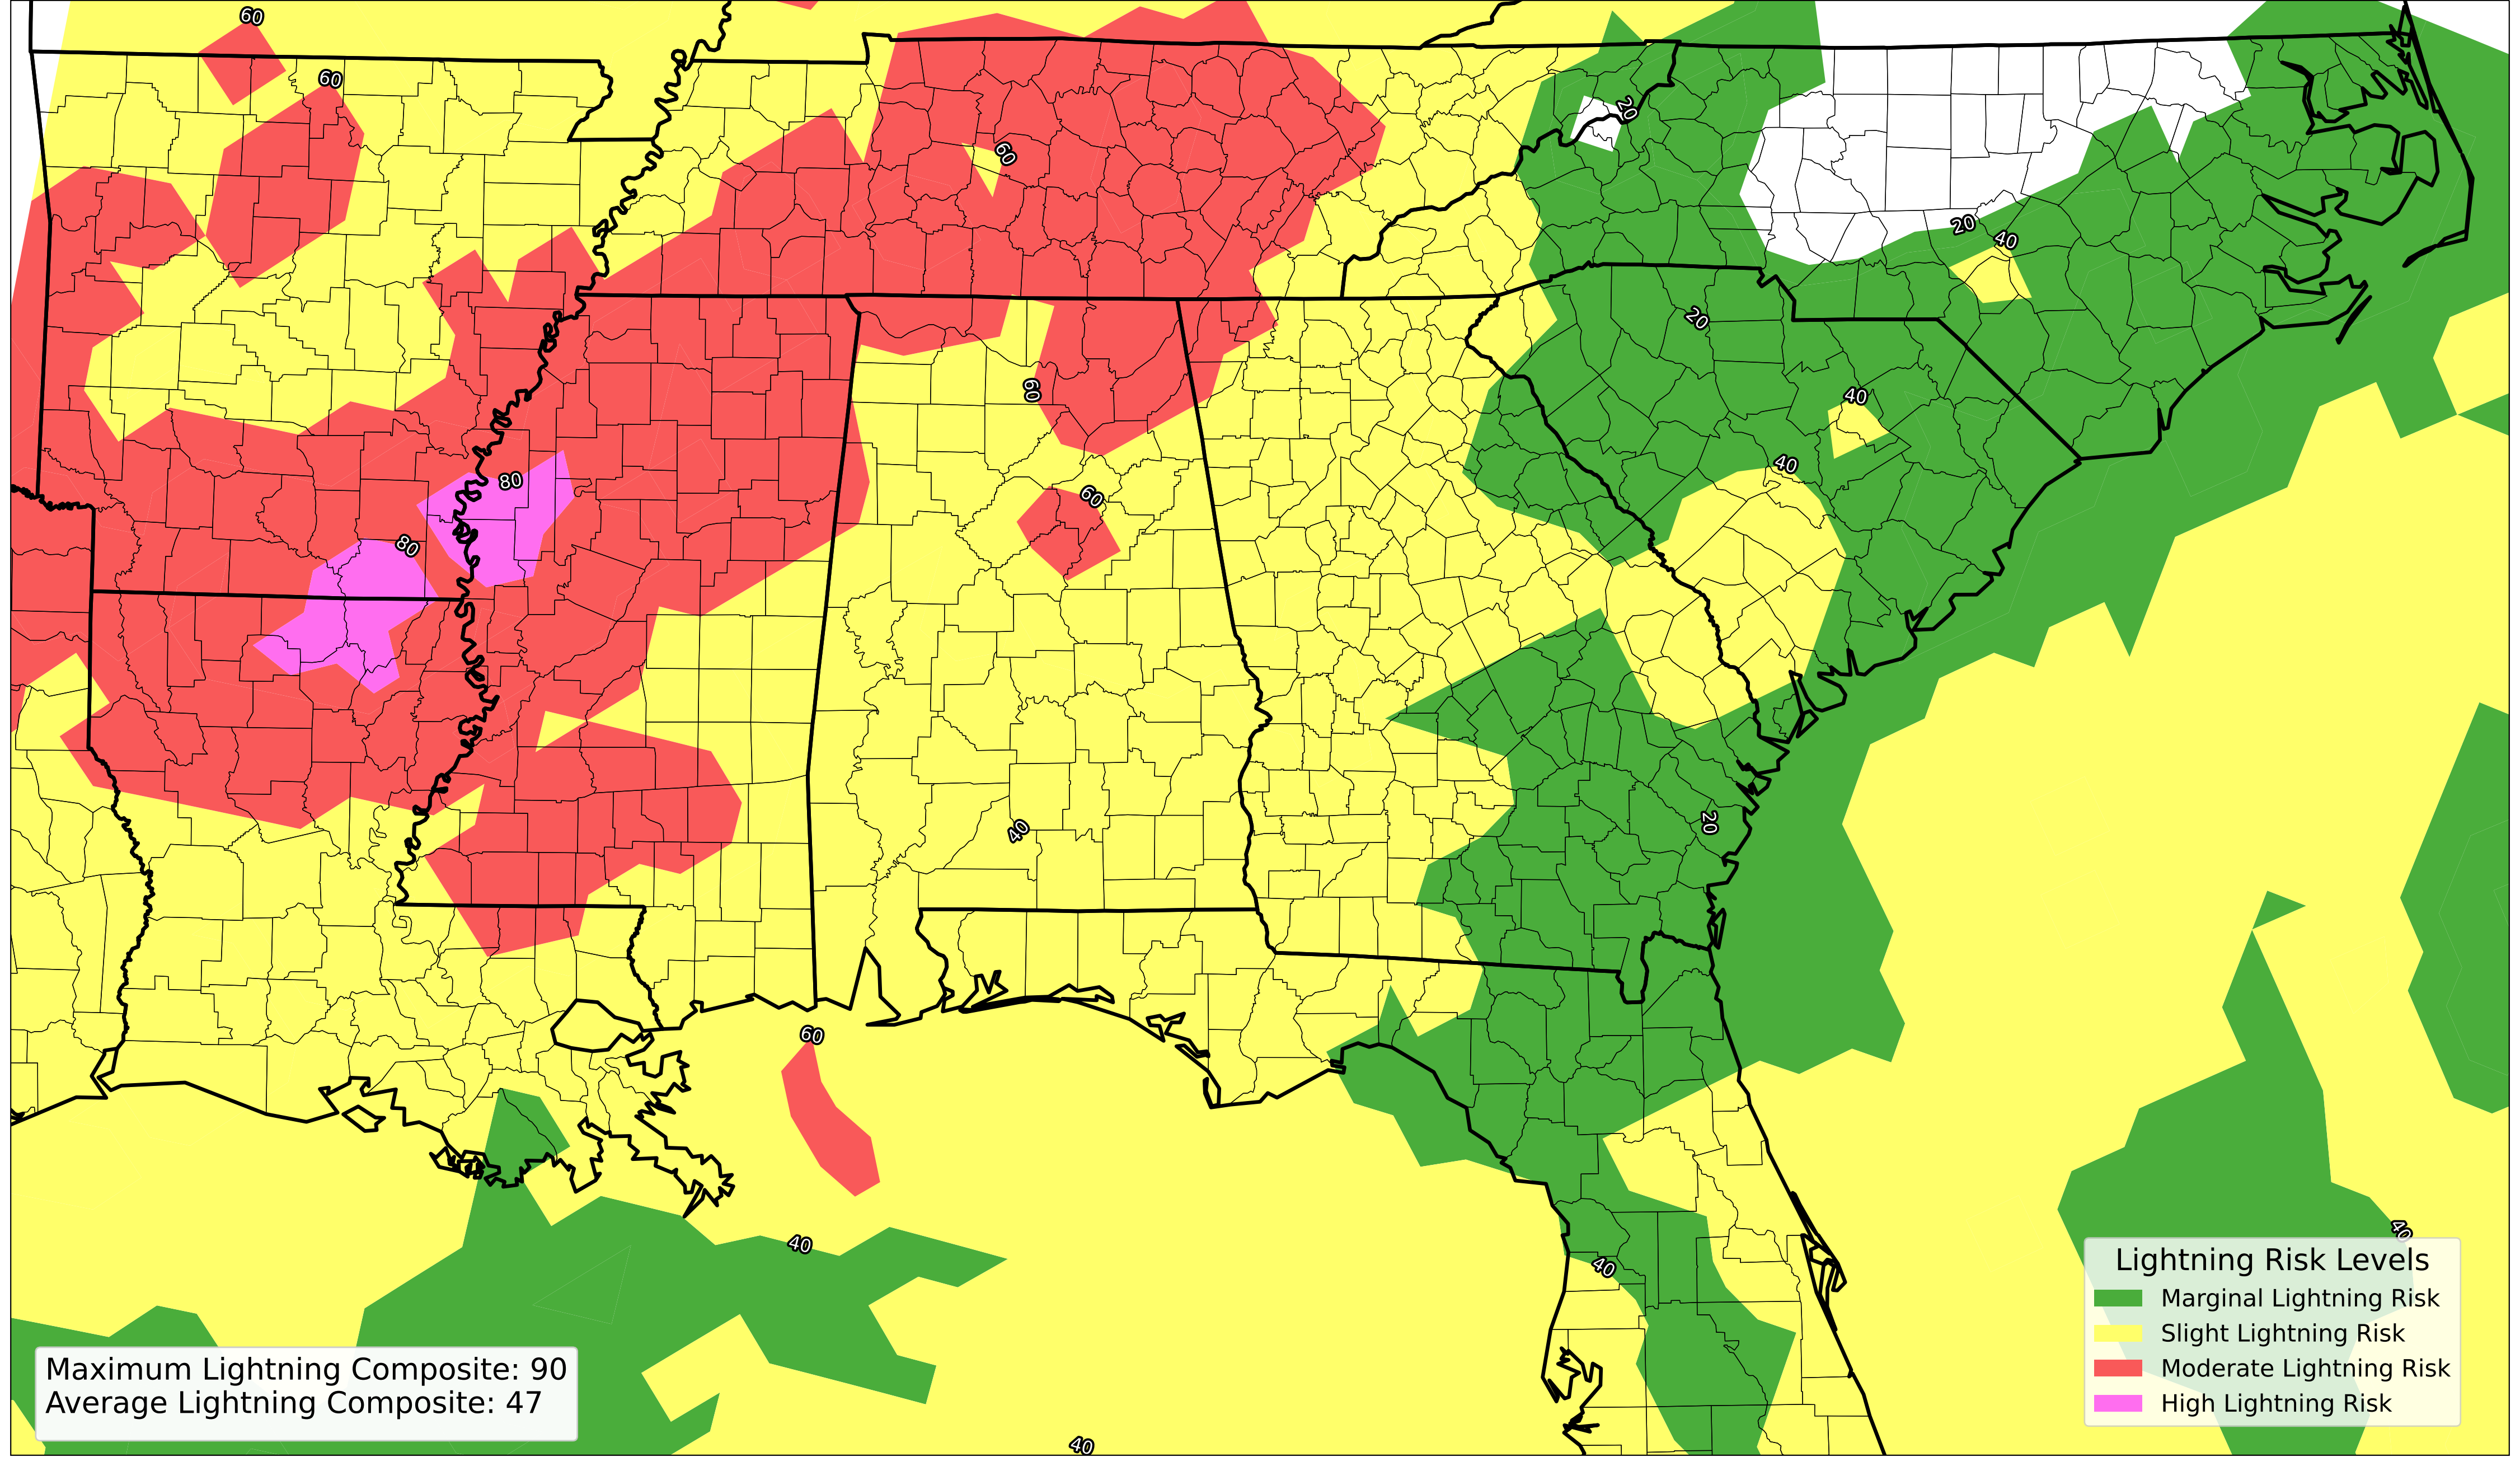 60
60
20
60
20
40
20
60
40
40
80
60
80
20
40
60
40
40
40
40
Lightning Risk Levels
Marginal Lightning Risk
Slight Lightning Risk
Moderate Lightning Risk
High Lightning Risk
Maximum Lightning Composite: 90
Average Lightning Composite: 47